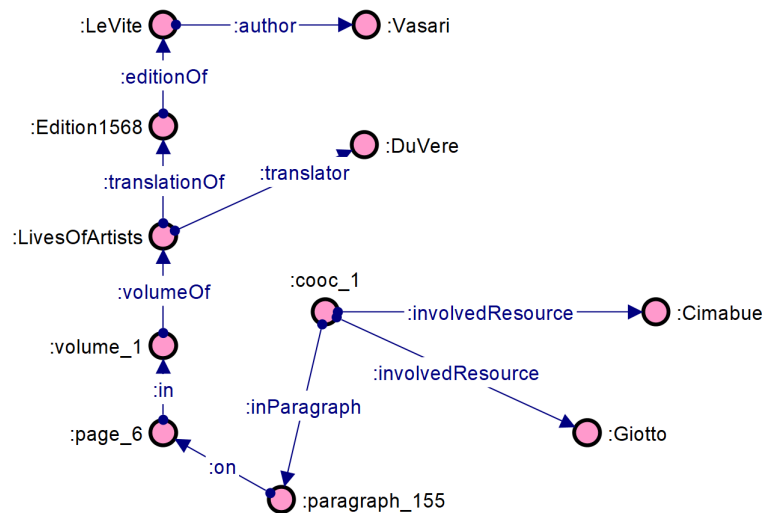 :LeVite :author :Vasari
:editionOf
:Edition1568
:DuVere
:translator
:translationOf
:LivesOfArtists
:cooc_1
:volumeOf
:involvedResource :Cimabue
:volume_1
:involvedResource
:in
:inParagraph
:page_6
:Giotto
:on
:paragraph_155